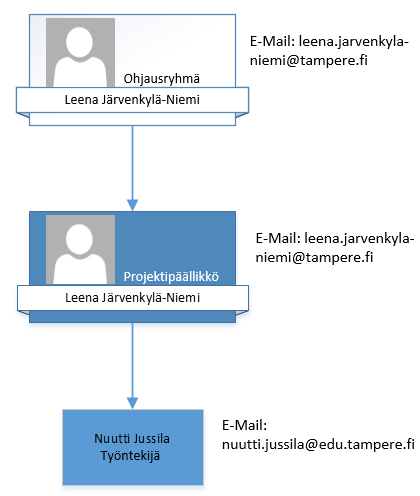 Ohjausryhmä
Leena Järvenkylä-Niemi
E-Mail: leena.jarvenkyla-
niemi@tampere.fi
Projektipäällikkö
Leena Järvenkylä-Niemi
E-Mail: leena.jarvenkyla-
niemi@tampere.fi
Nuutti Jussila
Työntekijä
E-Mail:
nuutti.jussila@edu.tampere.fi